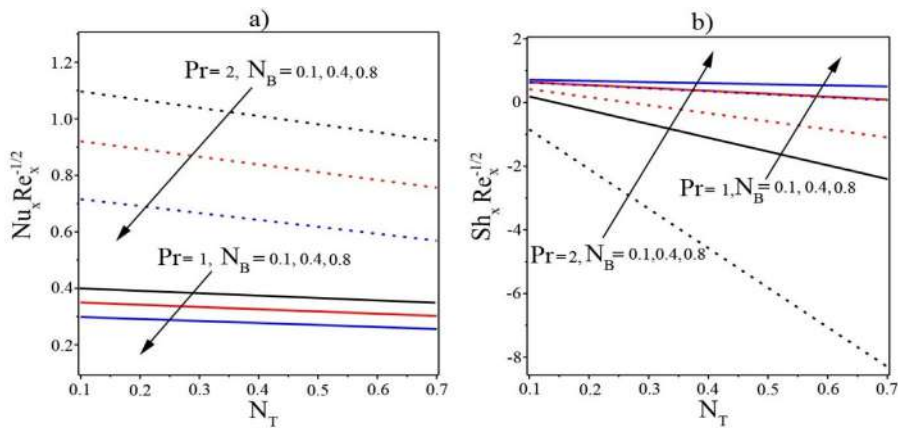 a)
1.2
1.0
0.8
0.6
0.4
0.2
Nu_x Re_x^-1/2
Pr= 2, N_B = 0.1, 0.4, 0.8
Pr= 1, N_B = 0.1, 0.4, 0.8
0.1 0.2 0.3 0.4 0.5 0.6 0.7
N_T
b)
2
0
-2
-4
-6
-8
Sh_x Re_x^-1/2
Pr= 1, N_B = 0.1, 0.4, 0.8
Pr=2, N_B = 0.1,0.4, 0.8
0.1 0.2 0.3 0.4 0.5 0.6 0.7
N_T